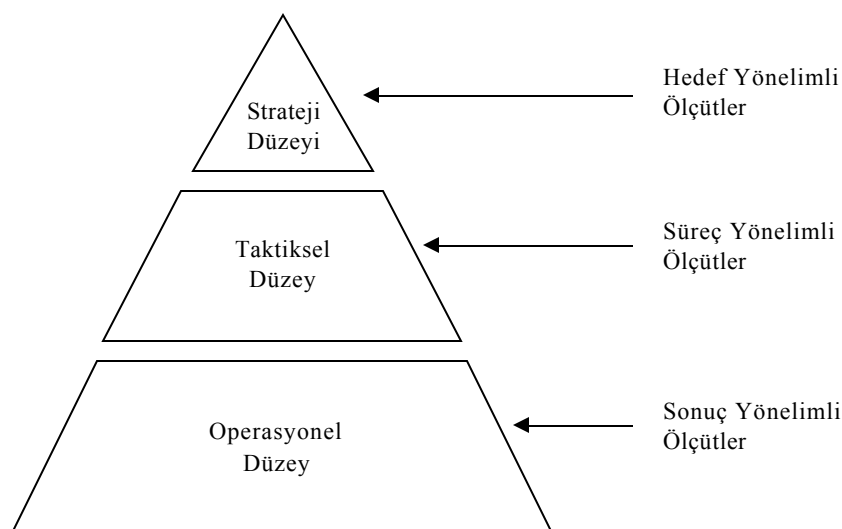 Hedef Yönelimli
Ölçütler
Strateji
Düzeyi
Süreç Yönelimli
Ölçütler
Taktiksel
Düzey
Sonuç Yönelimli
Ölçütler
Operasyonel
Düzey